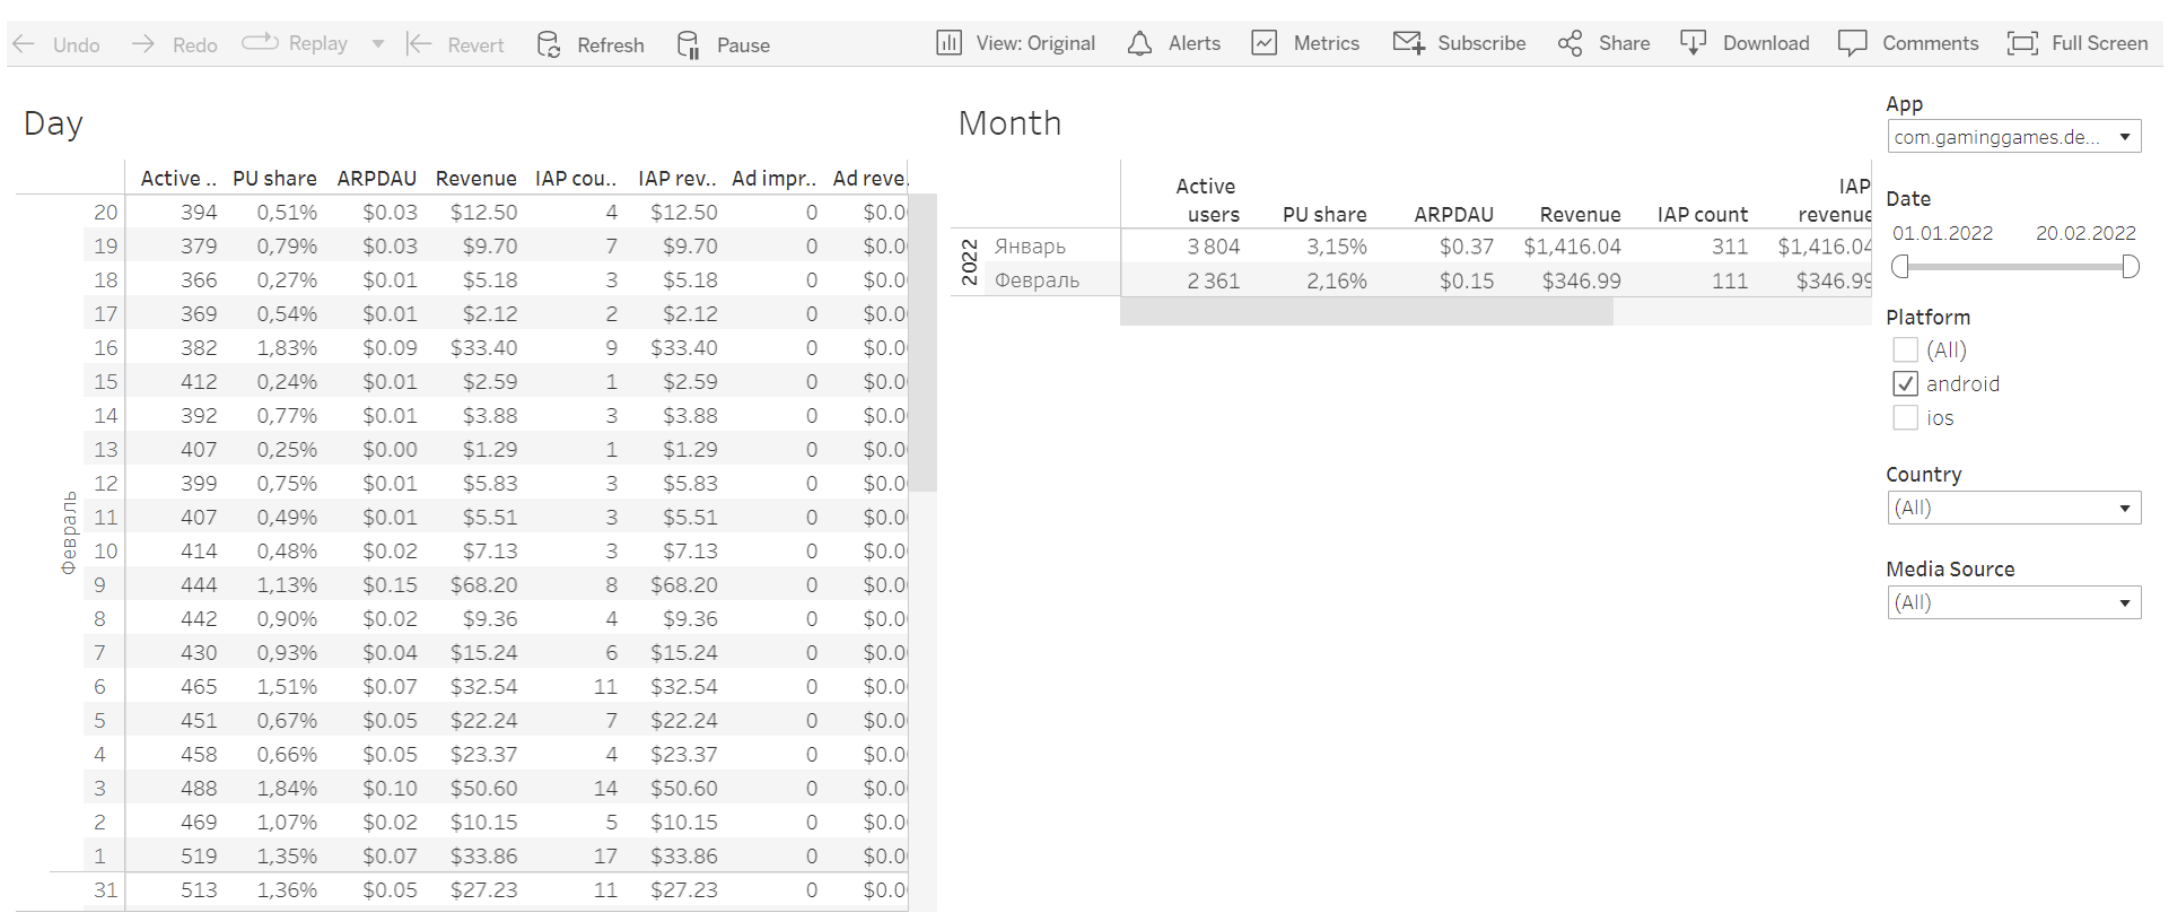 Undo Redo Replay Revert Refresh Pause View: Original Alerts Metrics Subscribe Share Download Comments Full Screen
Day
Active .. PU share ARPDAU Revenue IAP cou.. IAP rev.. Ad impr.. Ad reve.
Февраль
20 394 0,51% $0.03 $12.50 4 $12.50 0 $0.0
19 379 0,79% $0.03 $9.70 7 $9.70 0 $0.0
18 366 0,27% $0.01 $5.18 3 $5.18 0 $0.0
17 369 0,54% $0.01 $2.12 2 $2.12 0 $0.0
16 382 1,83% $0.09 $33.40 9 $33.40 0 $0.0
15 412 0,24% $0.01 $2.59 1 $2.59 0 $0.0
14 392 0,77% $0.01 $3.88 3 $3.88 0 $0.0
13 407 0,25% $0.00 $1.29 1 $1.29 0 $0.0
12 399 0,75% $0.01 $5.83 3 $5.83 0 $0.0
11 407 0,49% $0.01 $5.51 3 $5.51 0 $0.0
10 414 0,48% $0.02 $7.13 3 $7.13 0 $0.0
9 444 1,13% $0.15 $68.20 8 $68.20 0 $0.0
8 442 0,90% $0.02 $9.36 4 $9.36 0 $0.0
7 430 0,93% $0.04 $15.24 6 $15.24 0 $0.0
6 465 1,51% $0.07 $32.54 11 $32.54 0 $0.0
5 451 0,67% $0.05 $22.24 7 $22.24 0 $0.0
4 458 0,66% $0.05 $23.37 4 $23.37 0 $0.0
3 488 1,84% $0.10 $50.60 14 $50.60 0 $0.0
2 469 1,07% $0.02 $10.15 5 $10.15 0 $0.0
1 519 1,35% $0.07 $33.86 17 $33.86 0 $0.0
31 513 1,36% $0.05 $27.23 11 $27.23 0 $0.0
Month
Active IAP
users PU share ARPDAU Revenue IAP count revenue
2022
Январь 3 804 3,15% $0.37 $1,416.04 311 $1,416.04
Февраль 2 361 2,16% $0.15 $346.99 111 $346.99
App
com.gaminggames.de...
Date
01.01.2022 20.02.2022
Platform
(All)
android
ios
Country
(All)
Media Source
(All)